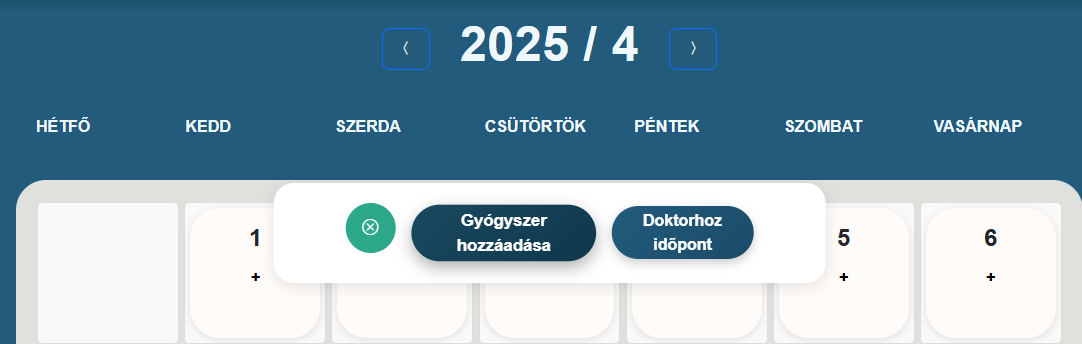 2025 / 4
HÉTFŐ KEDD SZERDA CSÜTÖRTÖK PÉNTEK SZOMBAT VASÁRNAP
Gyógyszer
hozzáadása
Doktorhoz
időpont
1 5 6
+ + +